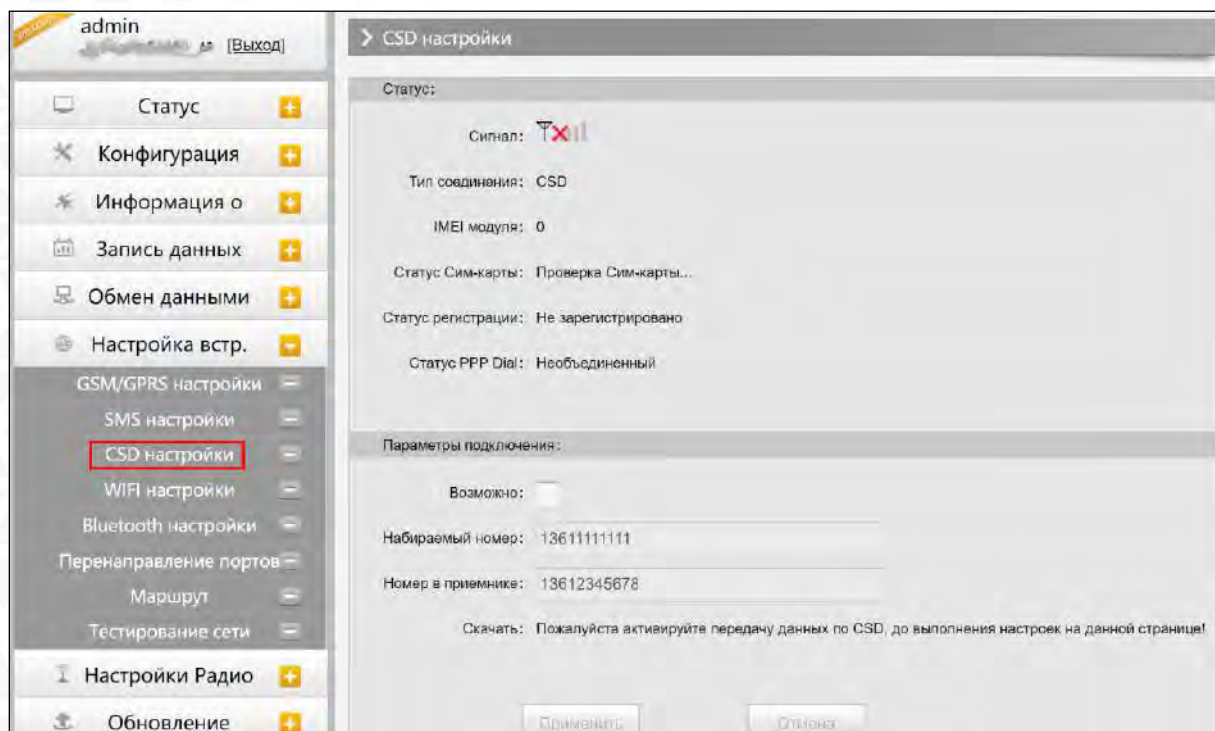 admin
[Выход]
Статус
Конфигурация
Информация о
Запись данных
Обмен данными
Настройка встр.
GSM/GPRS настройки
SMS настройки
CSD настройки
WIFI настройки
Bluetooth настройки
Перенаправление портов
Маршрут
Тестирование сети
Настройки Радио
Обновление
CSD настройки
Статус:
Сигнал:
Тип соединения: CSD
IMEI модуля: 0
Статус Сим-карты: Проверка Сим-карты...
Статус регистрации: Не зарегистрировано
Статус PPP Dial: Необъединенный
Параметры подключения:
Возможно:
Набираемый номер: 13611111111
Номер в приемнике: 13612345678
Скачать: Пожалуйста активируйте передачу данных по CSD, до выполнения настроек на данной странице!
Применить
Отмена